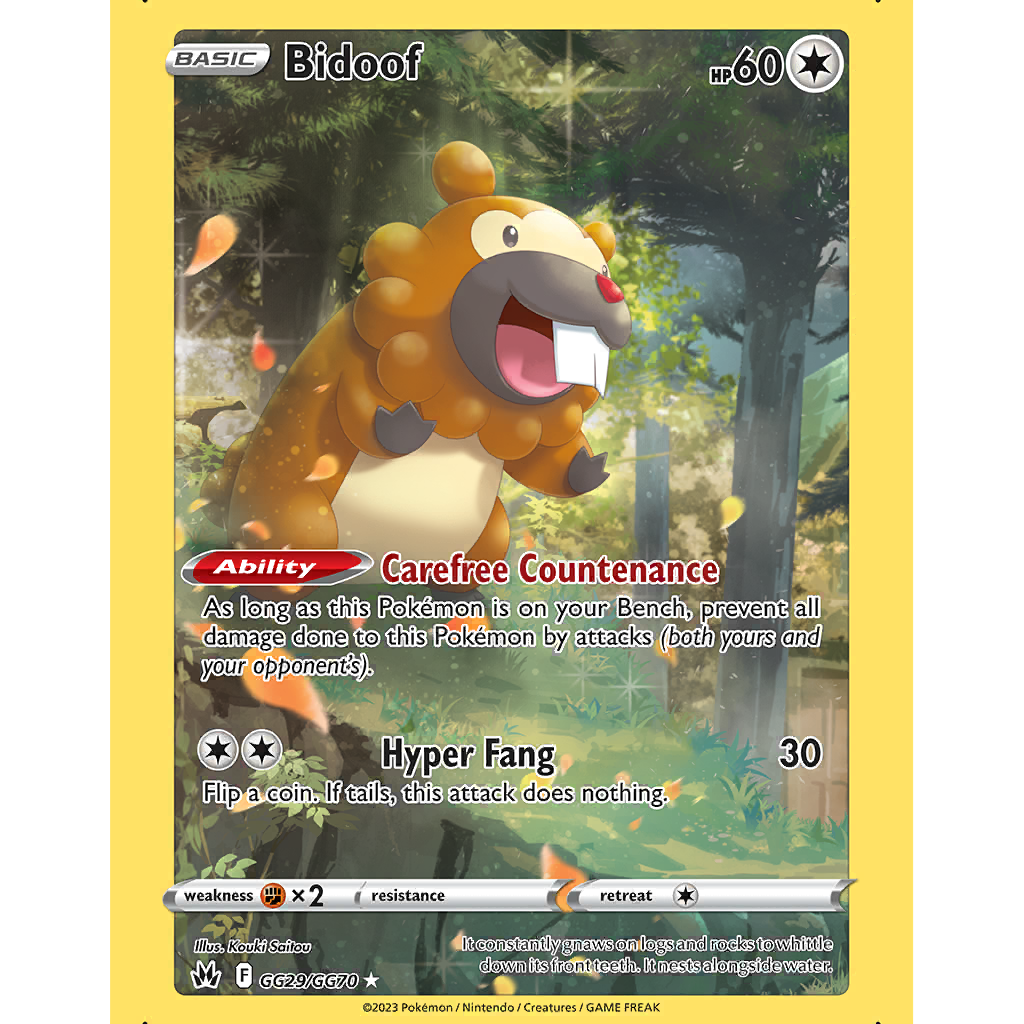 BASIC Bidoof HP60
Ability Carefree Countenance
As long as this Pokémon is on your Bench, prevent all
damage done to this Pokémon by attacks (both yours and
your opponent's).
Hyper Fang 30
Flip a coin. If tails, this attack does nothing.
weakness ×2 resistance retreat
Illus. Kouki Saitou
It constantly gnaws on logs and rocks to whittle
down its front teeth. It nests alongside water.
F GG29/GG70
©2023 Pokémon / Nintendo / Creatures / GAME FREAK